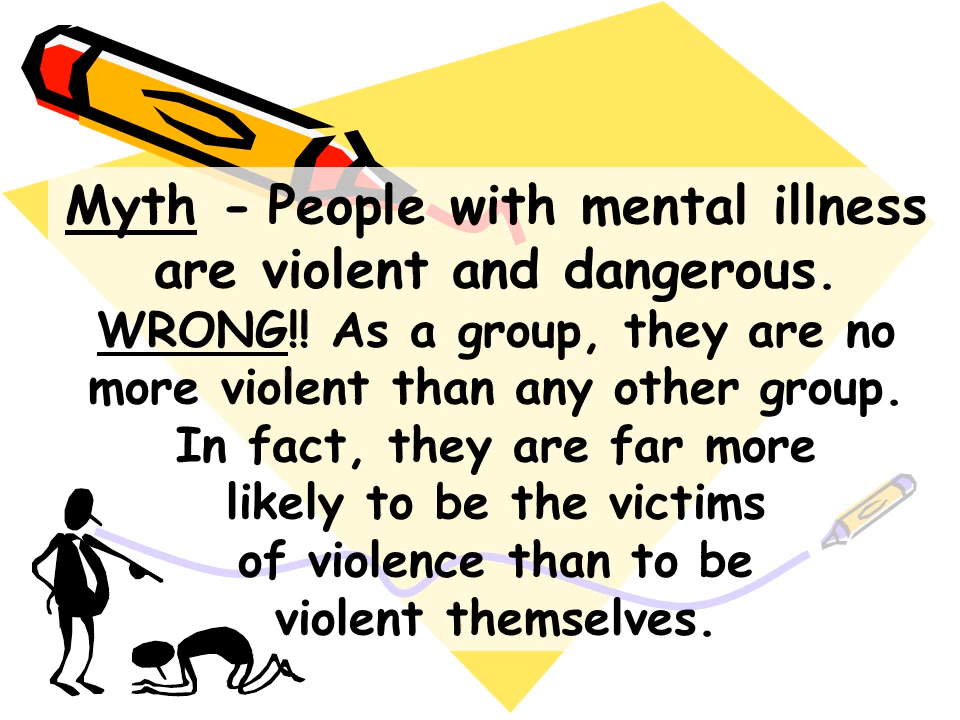 Myth - People with mental illness
are violent and dangerous.
WRONG!! As a group, they are no
more violent than any other group.
In fact, they are far more
likely to be the victims
of violence than to be
violent themselves.